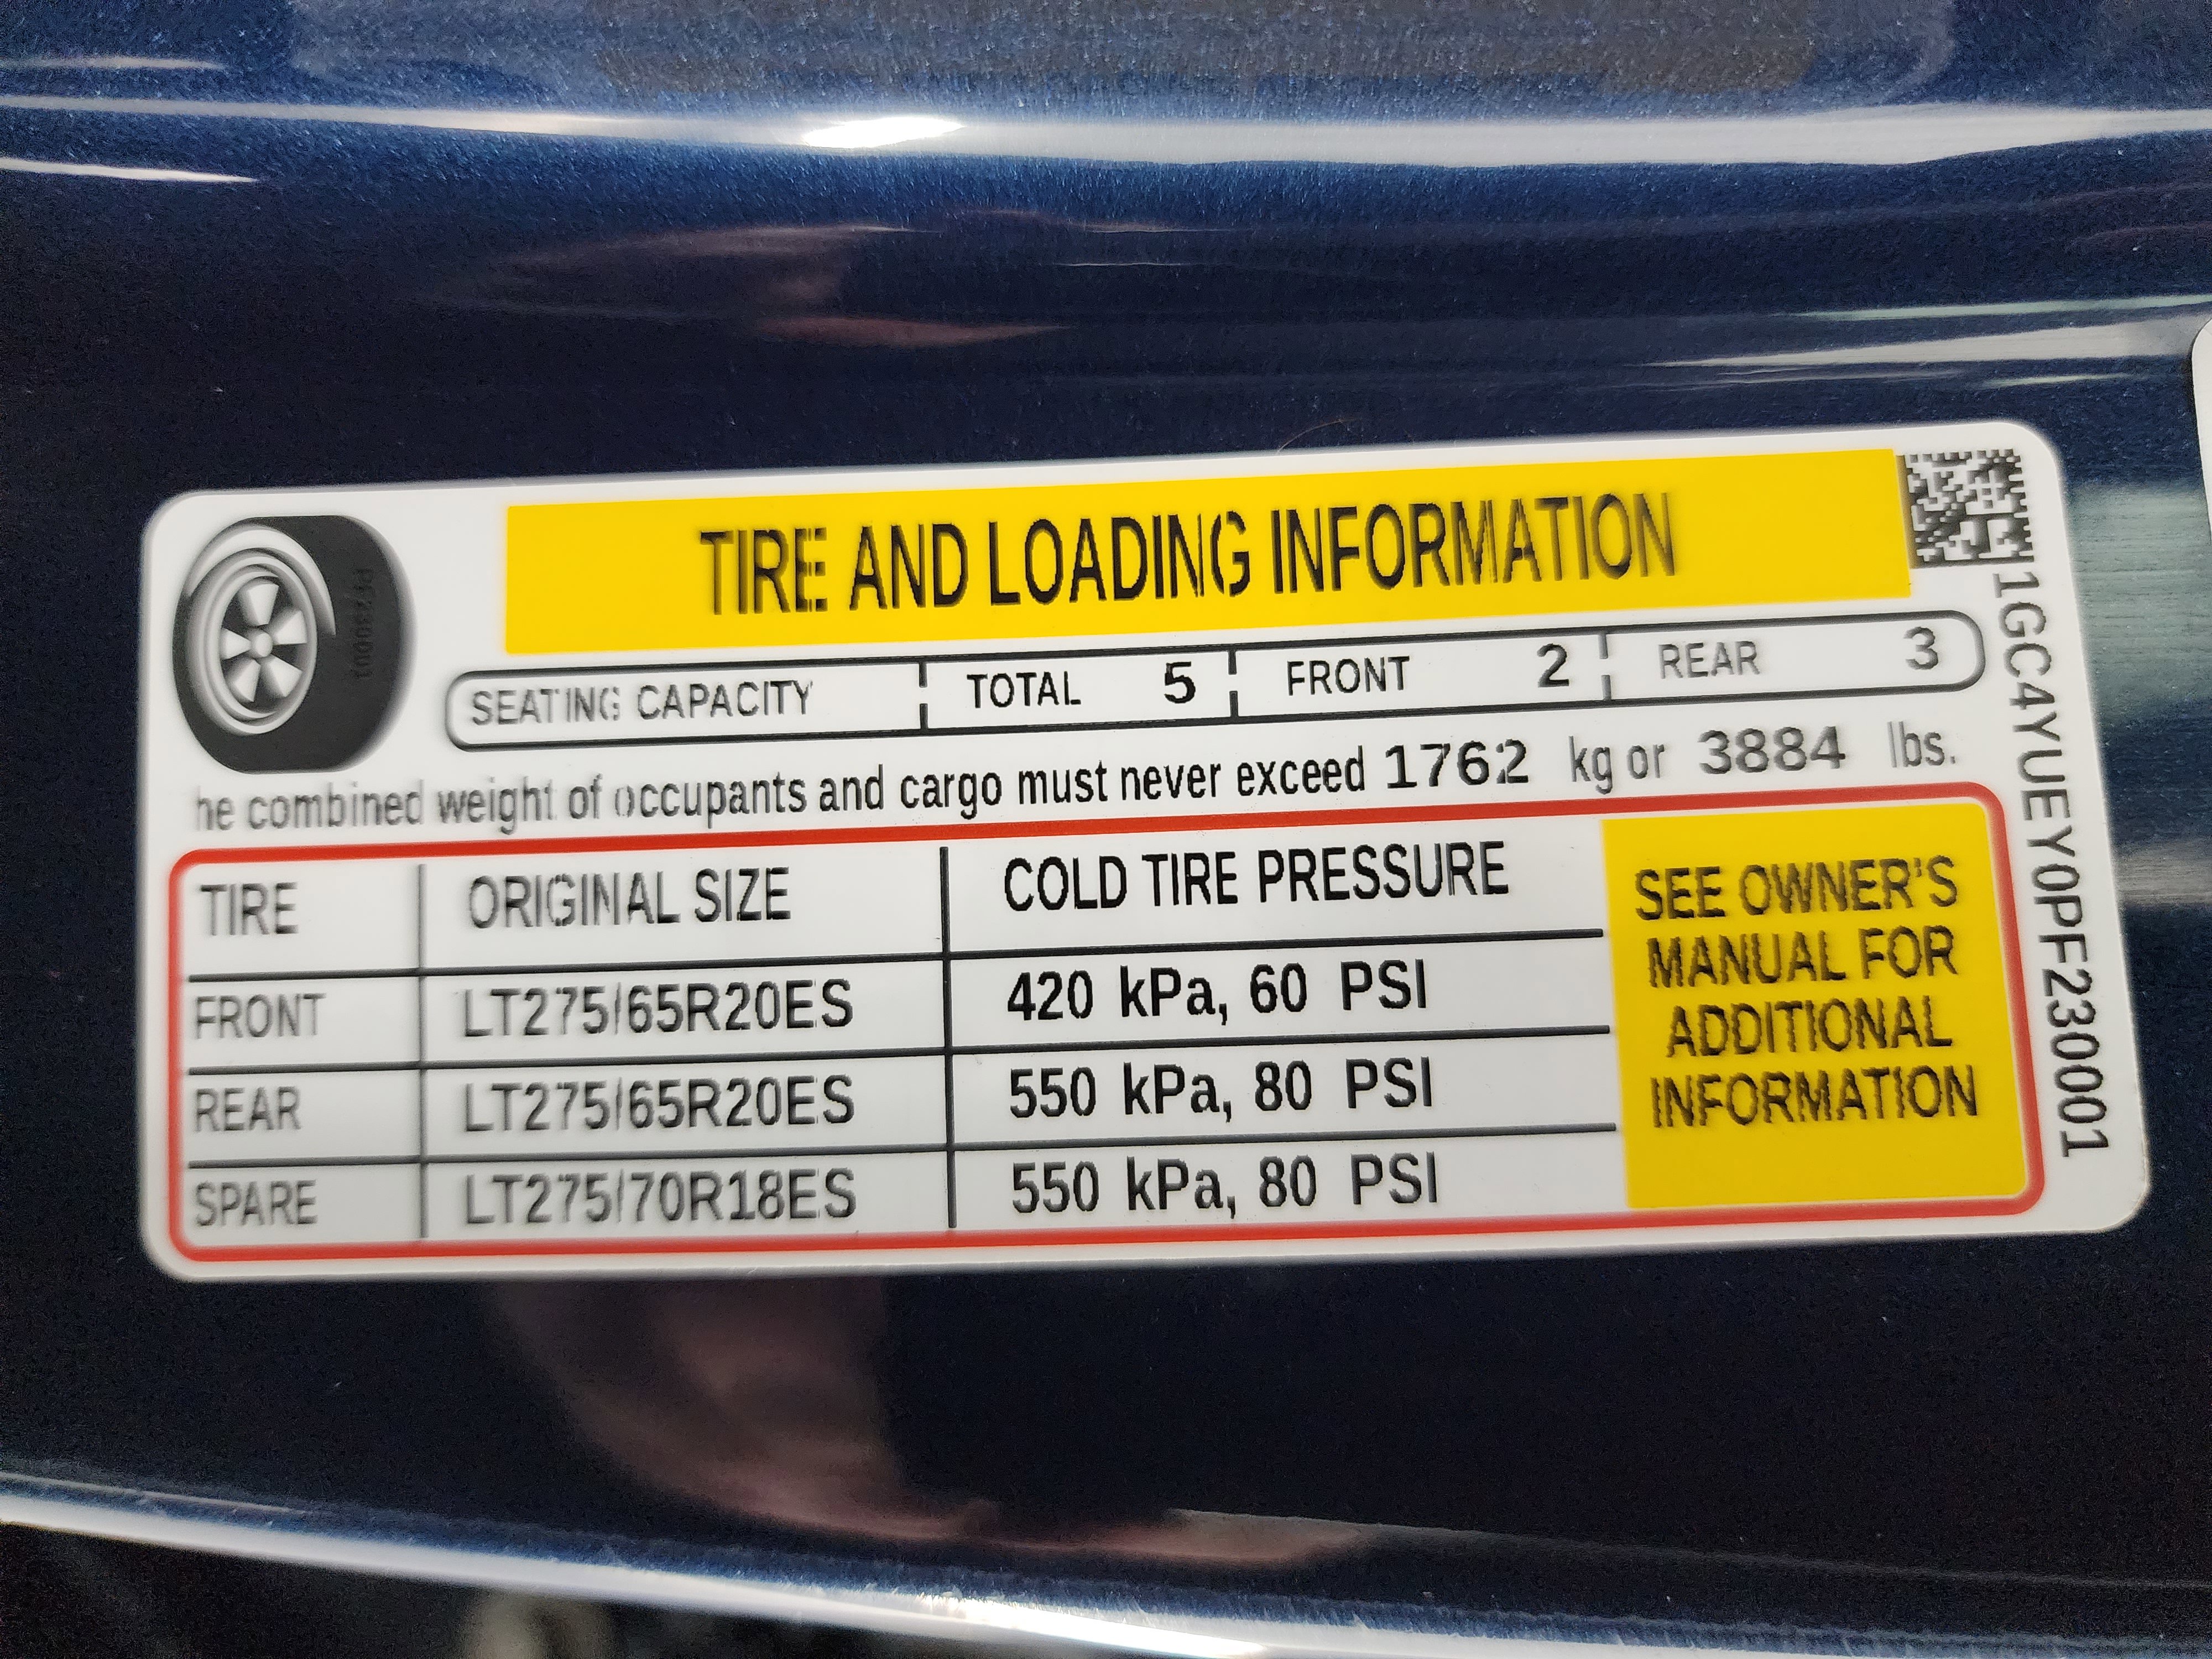 TIRE AND LOADING INFORMATION
SEATING CAPACITY TOTAL 5 FRONT 2 REAR 3
he combined weight of occupants and cargo must never exceed 1762 kg or 3884 lbs.
TIRE ORIGINAL SIZE COLD TIRE PRESSURE
FRONT LT275/65R20ES 420 kPa, 60 PSI
REAR LT275/65R20ES 550 kPa, 80 PSI
SPARE LT275/70R18ES 550 kPa, 80 PSI
SEE OWNER'S
MANUAL FOR
ADDITIONAL
INFORMATION
1GC4YUEY0PF230001
PF230001